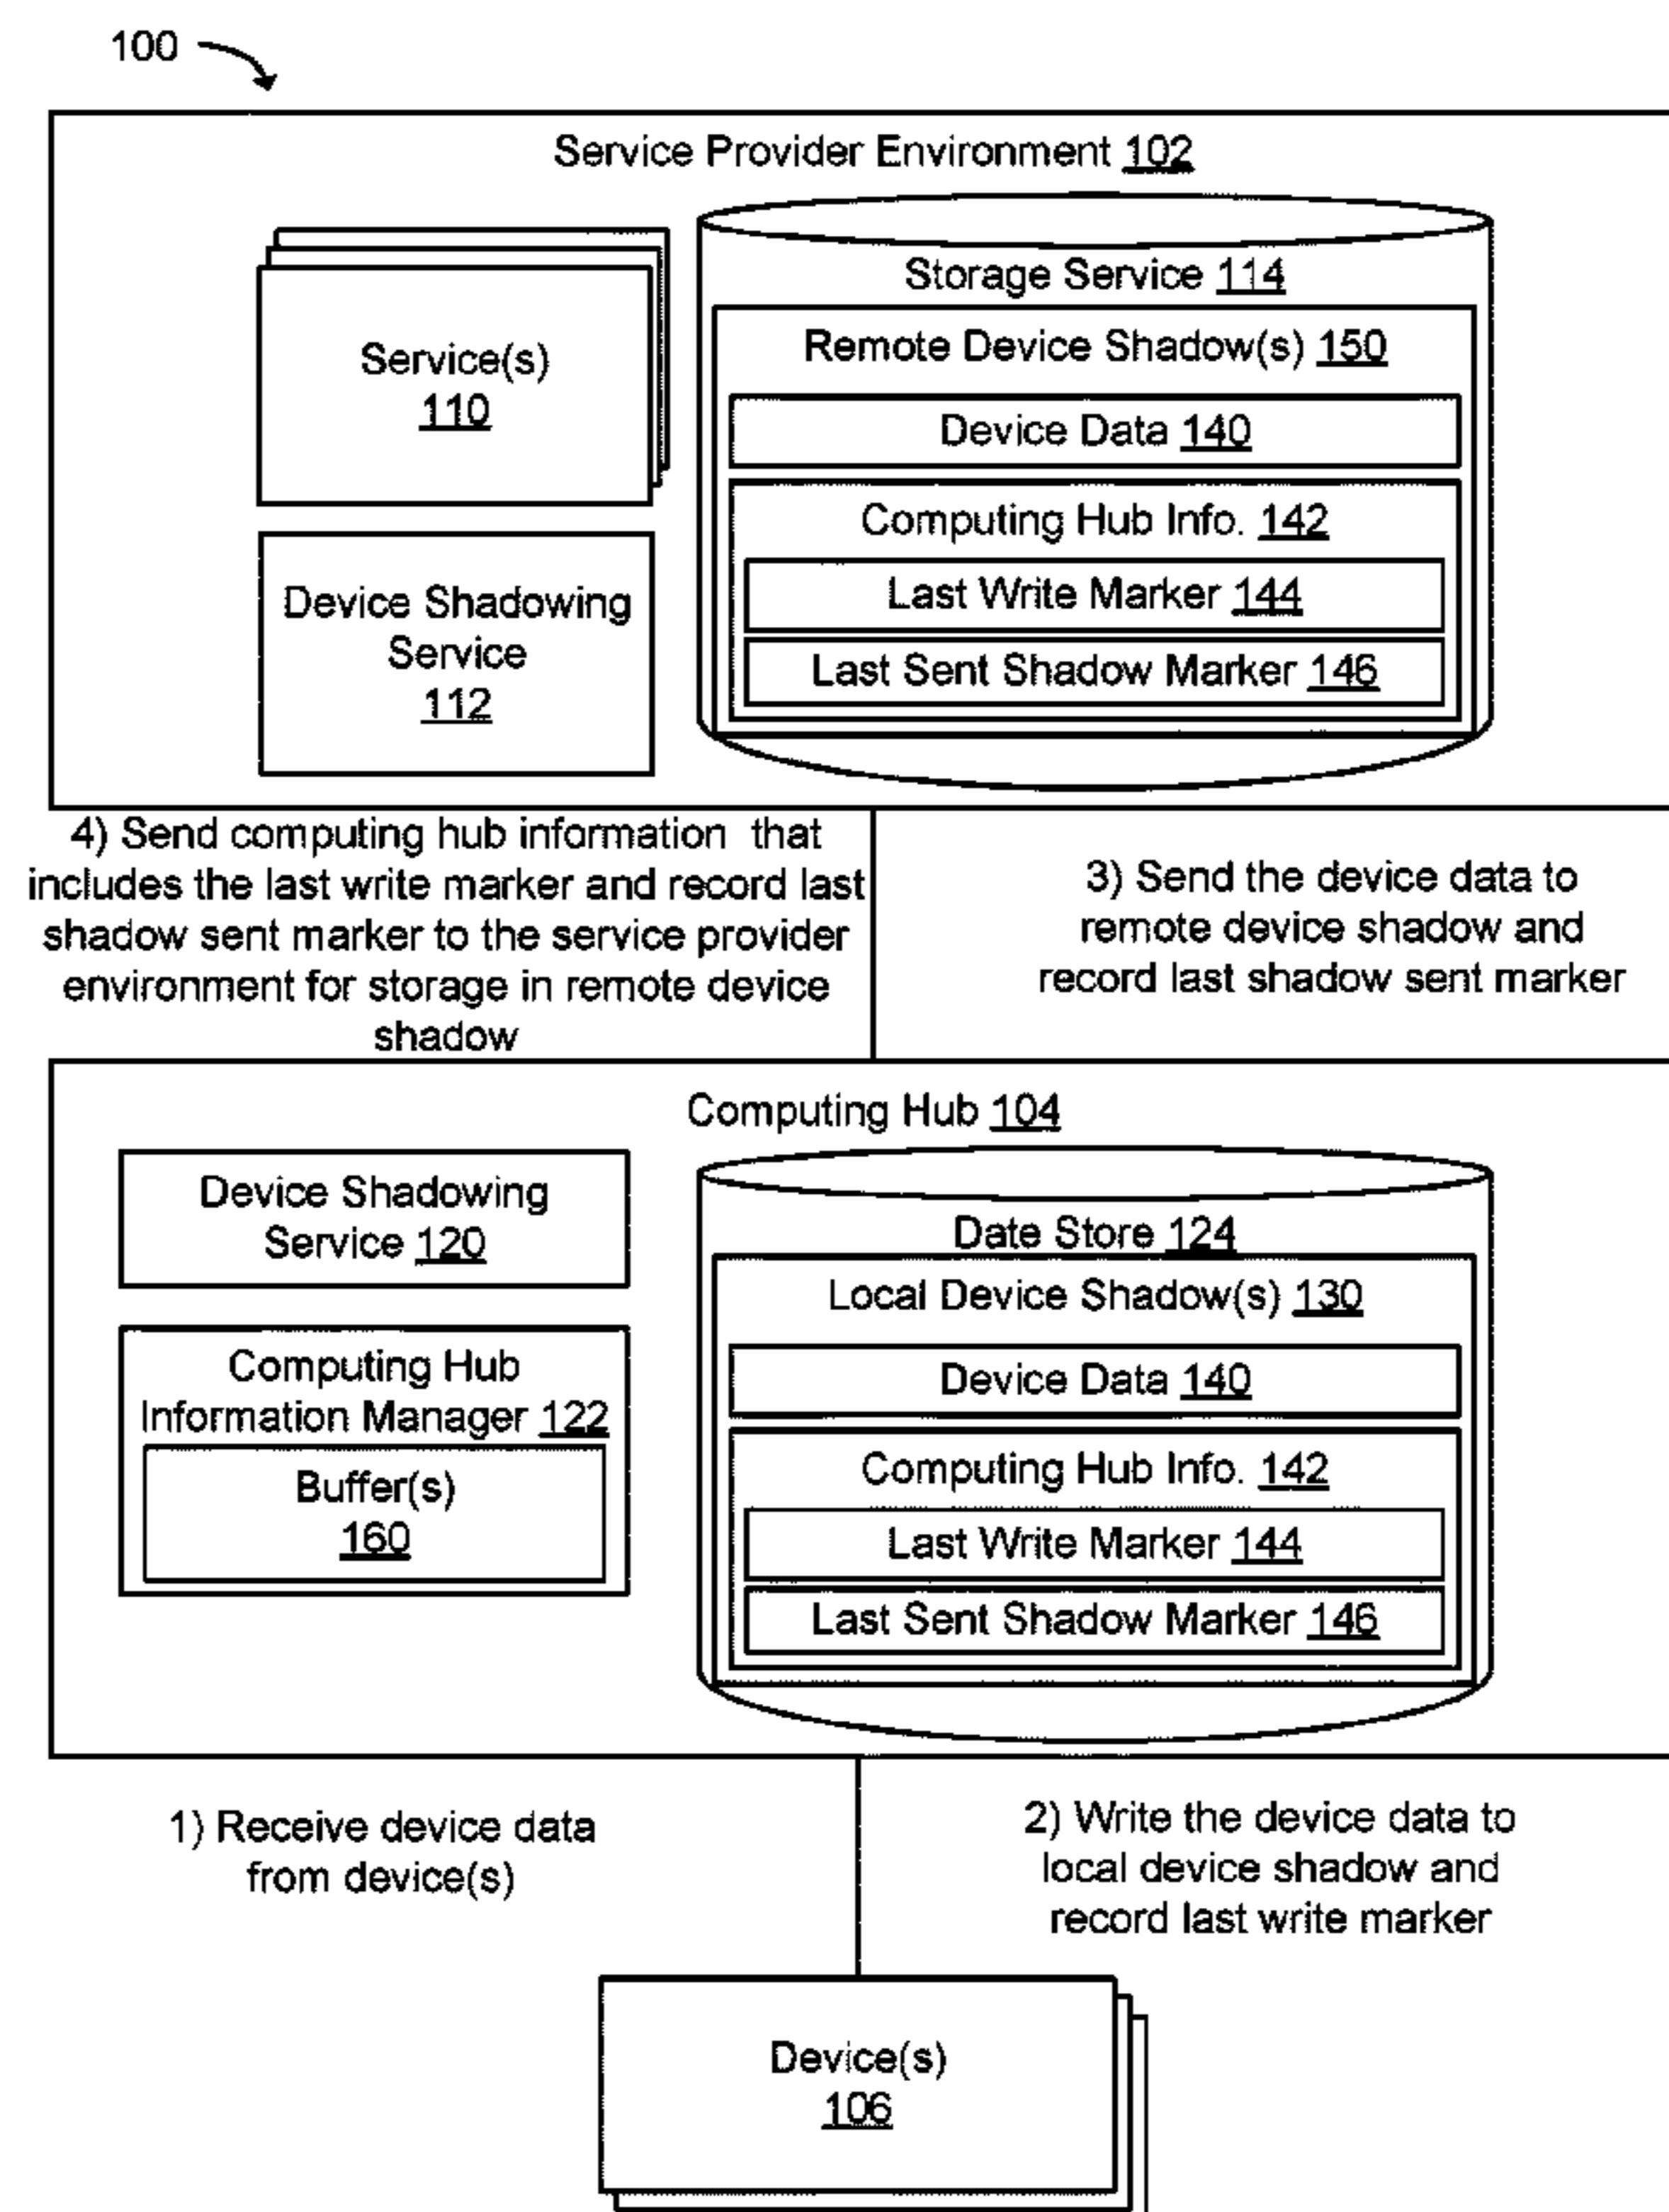 100
Service Provider Environment 102
Service(s)
110
Device Shadowing
Service
112
Storage Service 114
Remote Device Shadow(s) 150
Device Data 140
Computing Hub Info. 142
Last Write Marker 144
Last Sent Shadow Marker 146
4) Send computing hub information that
includes the last write marker and record last
shadow sent marker to the service provider
environment for storage in remote device
shadow
3) Send the device data to
remote device shadow and
record last shadow sent marker
Computing Hub 104
Device Shadowing
Service 120
Computing Hub
Information Manager 122
Buffer(s)
160
Date Store 124
Local Device Shadow(s) 130
Device Data 140
Computing Hub Info. 142
Last Write Marker 144
Last Sent Shadow Marker 146
1) Receive device data
from device(s)
2) Write the device data to
local device shadow and
record last write marker
Device(s)
106